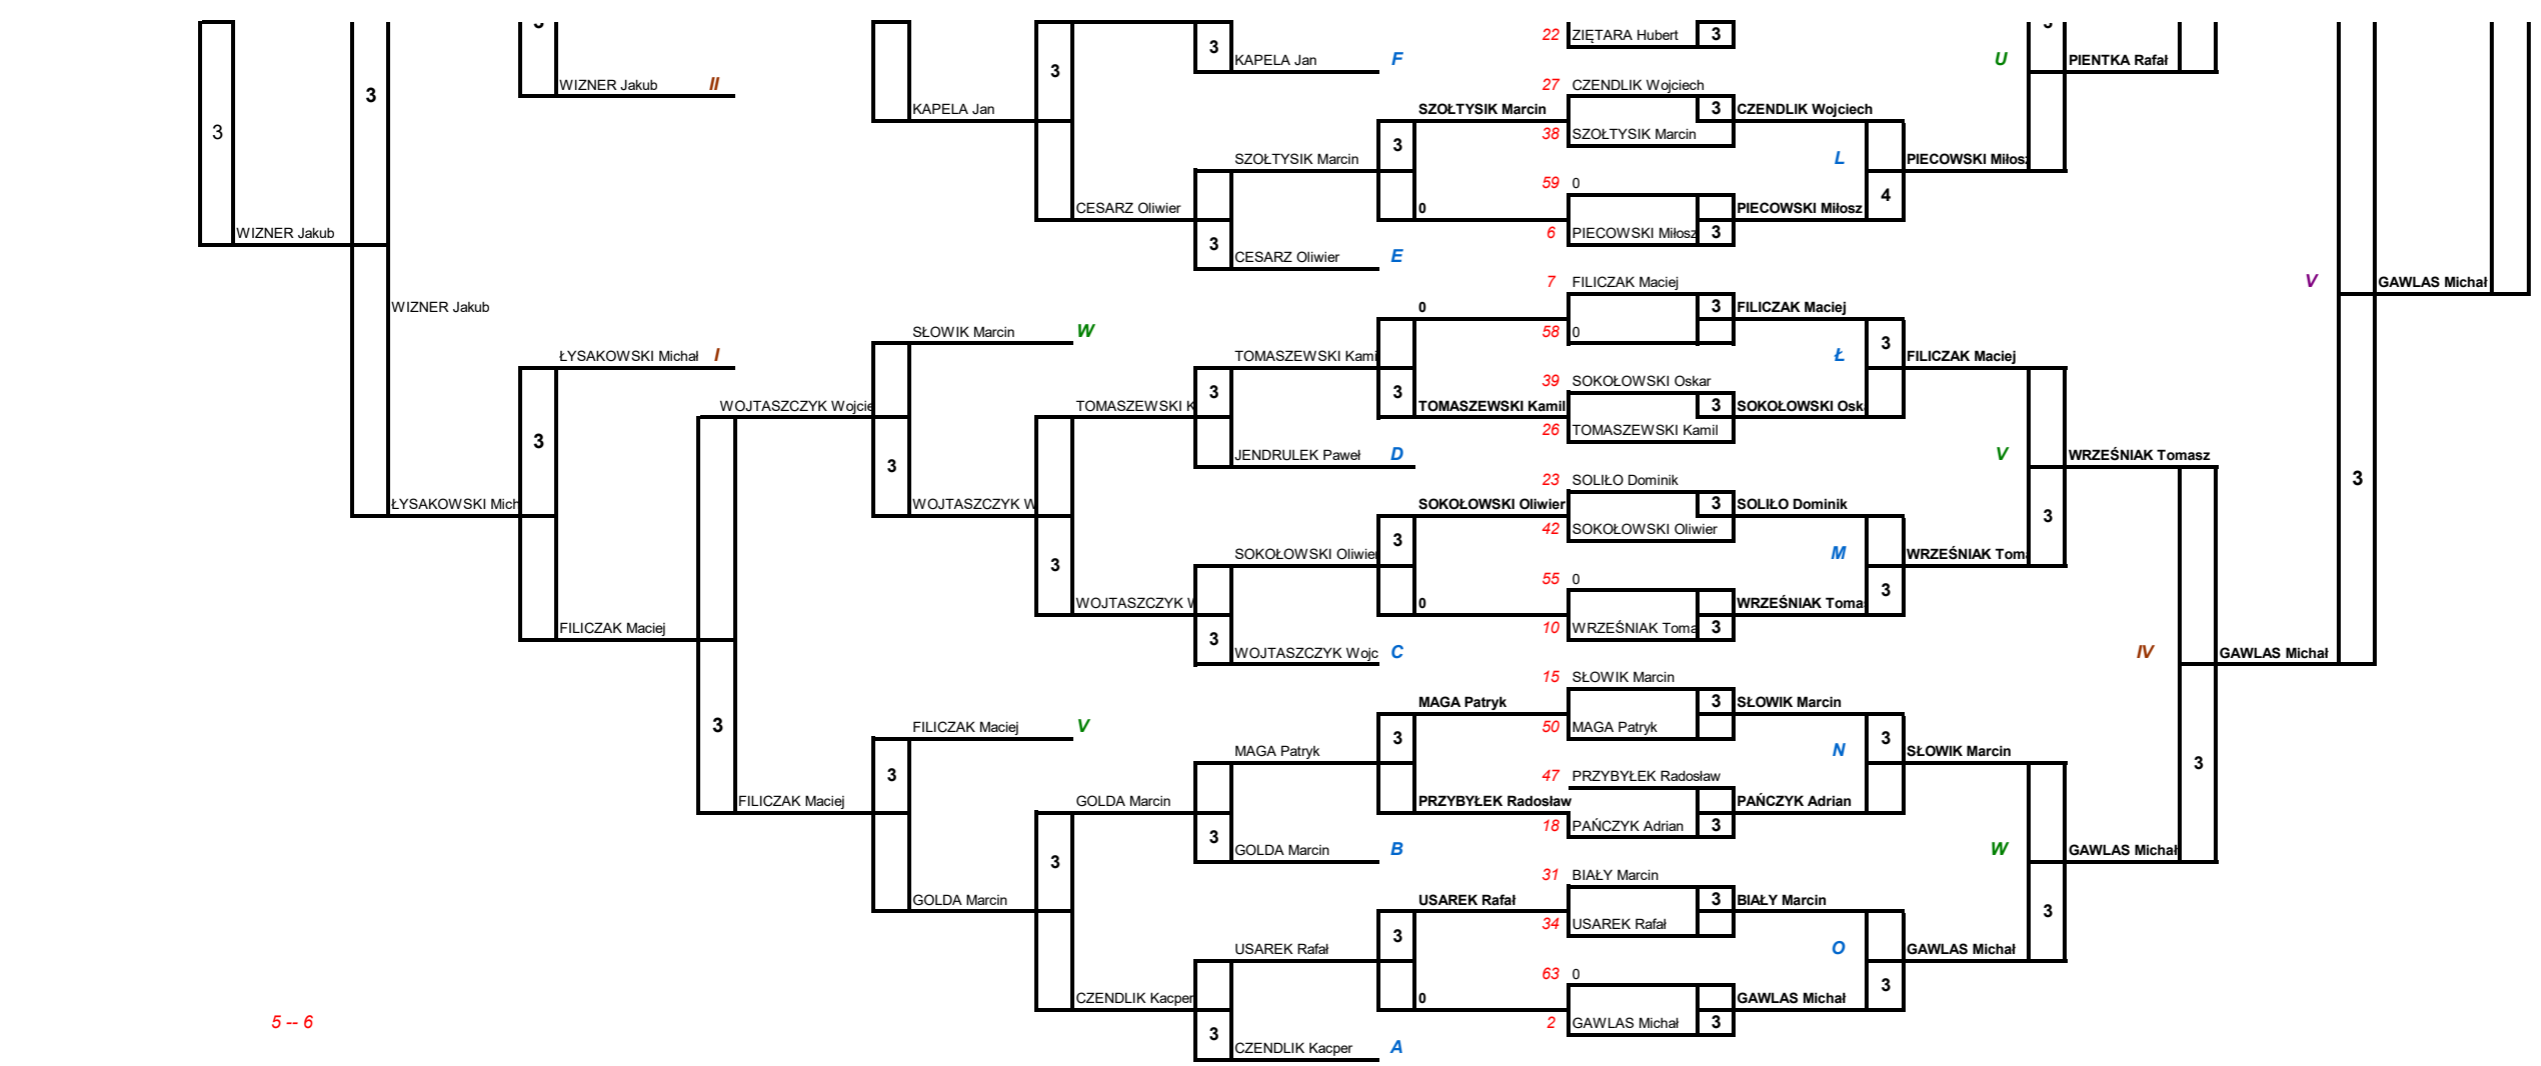 22 ZIĘTARA Hubert 3
3 KAPELA Jan F
U PIENTKA Rafał
3
WIZNER Jakub II
27 CZENDLIK Wojciech
3
KAPELA Jan
SZOŁTYSIK Marcin 3 CZENDLIK Wojciech
3
38 SZOŁTYSIK Marcin
3
SZOŁTYSIK Marcin L PIECOWSKI Miłosz
59 0
4
CESARZ Oliwier 0 PIECOWSKI Miłosz
WIZNER Jakub
3 6 PIECOWSKI Miłosz 3
CESARZ Oliwier E
7 FILICZAK Maciej V GAWLAS Michał
WIZNER Jakub 0 3 FILICZAK Maciej
SŁOWIK Marcin W 58 0
3
ŁYSAKOWSKI Michał I TOMASZEWSKI Kami Ł FILICZAK Maciej
39 SOKOŁOWSKI Oskar
3 3
WOJTASZCZYK Wojcie TOMASZEWSKI K TOMASZEWSKI Kamil 3 SOKOŁOWSKI Osk
26 TOMASZEWSKI Kamil
3
JENDRULEK Paweł D V WRZEŚNIAK Tomasz
3
23 SOLIŁO Dominik 3
ŁYSAKOWSKI Mich WOJTASZCZYK W SOKOŁOWSKI Oliwier 3 SOLIŁO Dominik
3
42 SOKOŁOWSKI Oliwier
3
SOKOŁOWSKI Oliwier M WRZEŚNIAK Toma
3
55 0
3
WOJTASZCZYK W 0 WRZEŚNIAK Toma
FILICZAK Maciej 10 WRZEŚNIAK Toma 3
3
WOJTASZCZYK Wojc C IV GAWLAS Michał
15 SŁOWIK Marcin
MAGA Patryk 3 SŁOWIK Marcin
3 FILICZAK Maciej V 50 MAGA Patryk
3 3
MAGA Patryk N SŁOWIK Marcin
3
3 47 PRZYBYŁEK Radosław
FILICZAK Maciej GOLDA Marcin PRZYBYŁEK Radosław PAŃCZYK Adrian
18 PAŃCZYK Adrian 3
3
GOLDA Marcin B W GAWLAS Michał
3
31 BIAŁY Marcin
GOLDA Marcin USAREK Rafał 3 BIAŁY Marcin
3
34 USAREK Rafał
3
USAREK Rafał O GAWLAS Michał
63 0
3
CZENDLIK Kacper 0 GAWLAS Michał
5 -- 6 2 GAWLAS Michał 3
3
CZENDLIK Kacper A